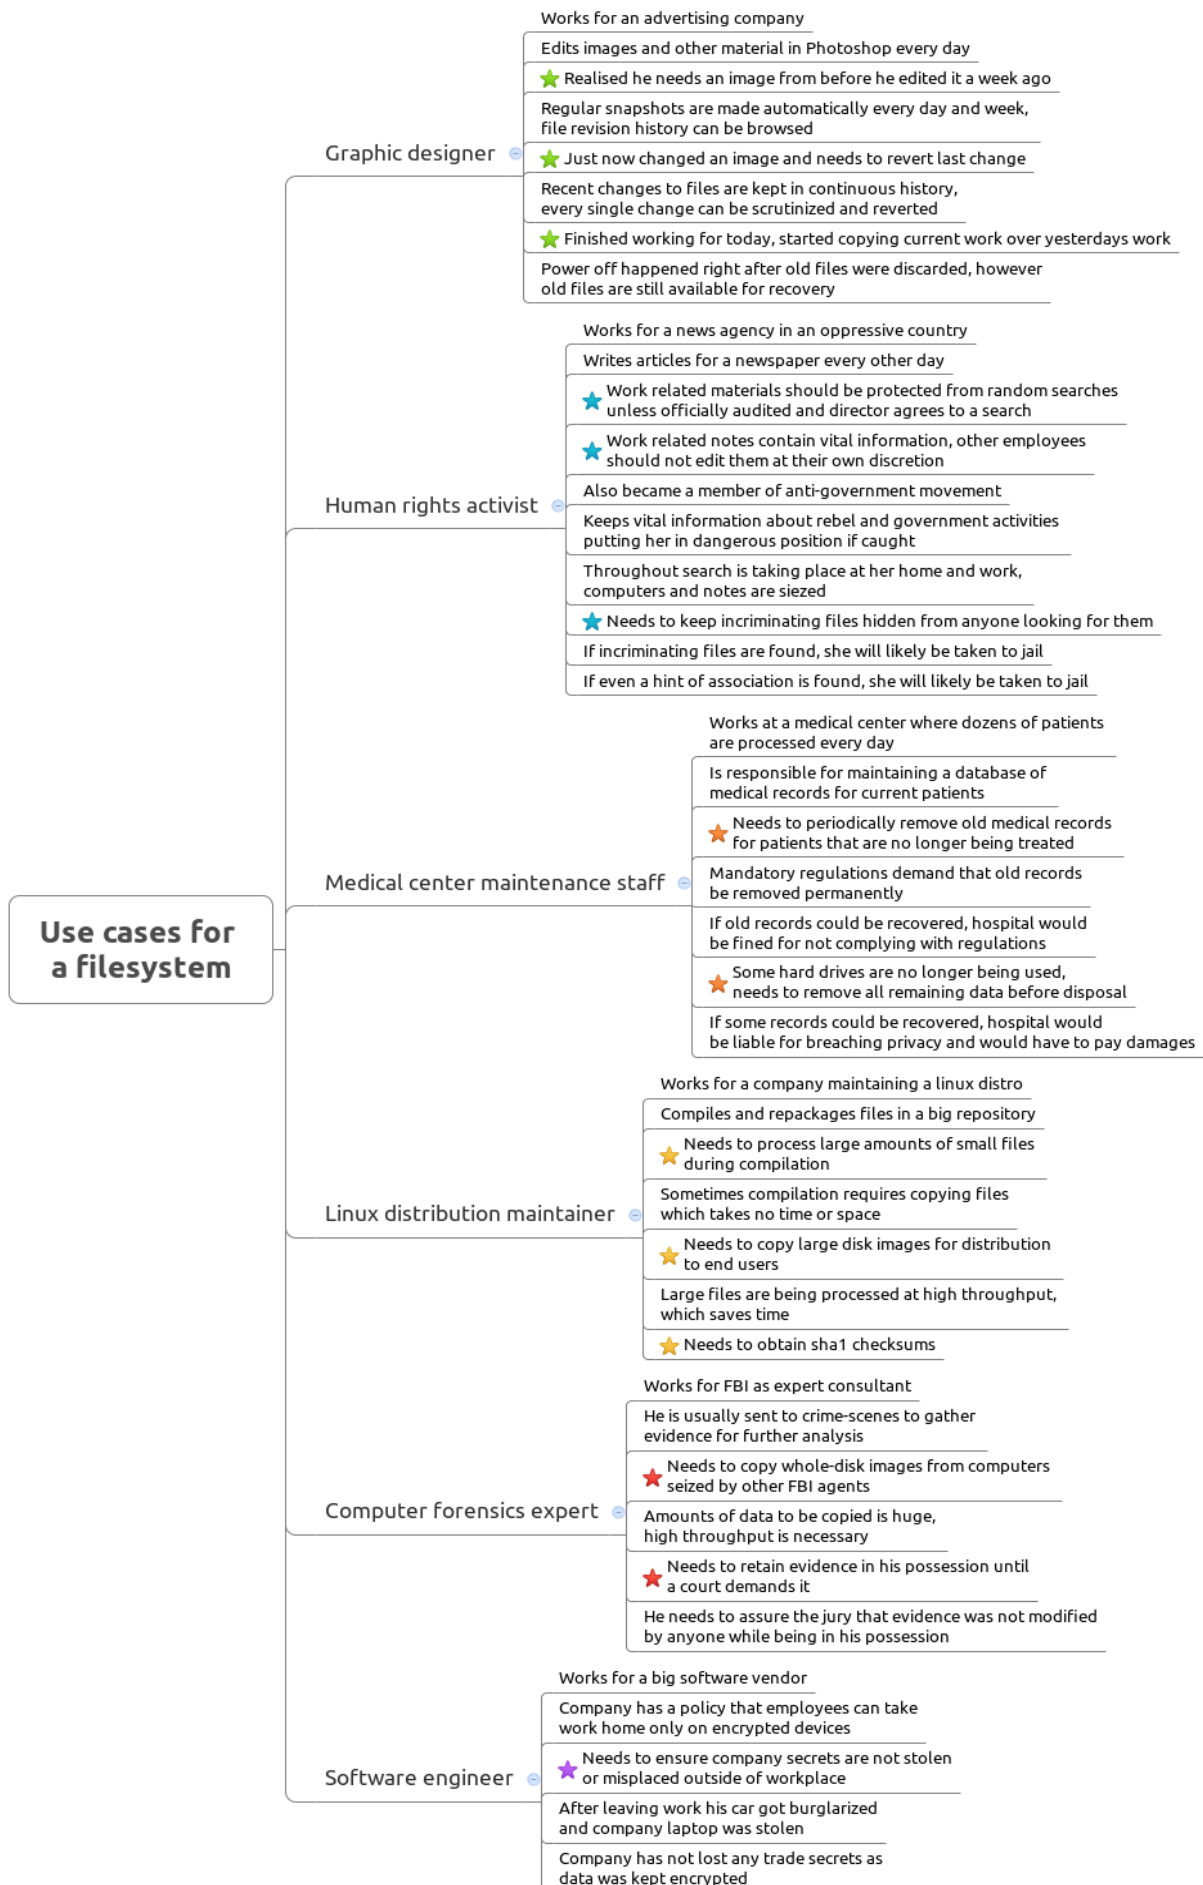 Use cases for
a filesystem
Graphic designer
Works for an advertising company
Edits images and other material in Photoshop every day
Realised he needs an image from before he edited it a week ago
Regular snapshots are made automatically every day and week,
file revision history can be browsed
Just now changed an image and needs to revert last change
Recent changes to files are kept in continuous history,
every single change can be scrutinized and reverted
Finished working for today, started copying current work over yesterdays work
Power off happened right after old files were discarded, however
old files are still available for recovery
Human rights activist
Works for a news agency in an oppressive country
Writes articles for a newspaper every other day
Work related materials should be protected from random searches
unless officially audited and director agrees to a search
Work related notes contain vital information, other employees
should not edit them at their own discretion
Also became a member of anti-government movement
Keeps vital information about rebel and government activities
putting her in dangerous position if caught
Throughout search is taking place at her home and work,
computers and notes are siezed
Needs to keep incriminating files hidden from anyone looking for them
If incriminating files are found, she will likely be taken to jail
If even a hint of association is found, she will likely be taken to jail
Medical center maintenance staff
Works at a medical center where dozens of patients
are processed every day
Is responsible for maintaining a database of
medical records for current patients
Needs to periodically remove old medical records
for patients that are no longer being treated
Mandatory regulations demand that old records
be removed permanently
If old records could be recovered, hospital would
be fined for not complying with regulations
Some hard drives are no longer being used,
needs to remove all remaining data before disposal
If some records could be recovered, hospital would
be liable for breaching privacy and would have to pay damages
Linux distribution maintainer
Works for a company maintaining a linux distro
Compiles and repackages files in a big repository
Needs to process large amounts of small files
during compilation
Sometimes compilation requires copying files
which takes no time or space
Needs to copy large disk images for distribution
to end users
Large files are being processed at high throughput,
which saves time
Needs to obtain sha1 checksums
Computer forensics expert
Works for FBI as expert consultant
He is usually sent to crime-scenes to gather
evidence for further analysis
Needs to copy whole-disk images from computers
seized by other FBI agents
Amounts of data to be copied is huge,
high throughput is necessary
Needs to retain evidence in his possession until
a court demands it
He needs to assure the jury that evidence was not modified
by anyone while being in his possession
Software engineer
Works for a big software vendor
Company has a policy that employees can take
work home only on encrypted devices
Needs to ensure company secrets are not stolen
or misplaced outside of workplace
After leaving work his car got burglarized
and company laptop was stolen
Company has not lost any trade secrets as
data was kept encrypted